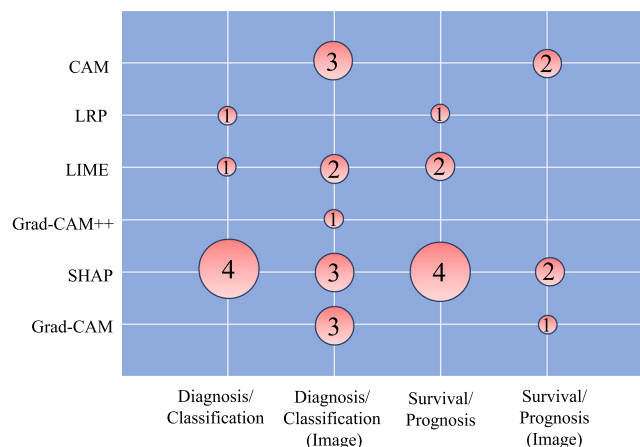 CAM
3
2
LRP
1
1
LIME
1
2
2
Grad-CAM++
1
SHAP
4
3
4
2
Grad-CAM
3
1
Diagnosis/
Classification
Diagnosis/
Classification
(Image)
Survival/
Prognosis
Survival/
Prognosis
(Image)